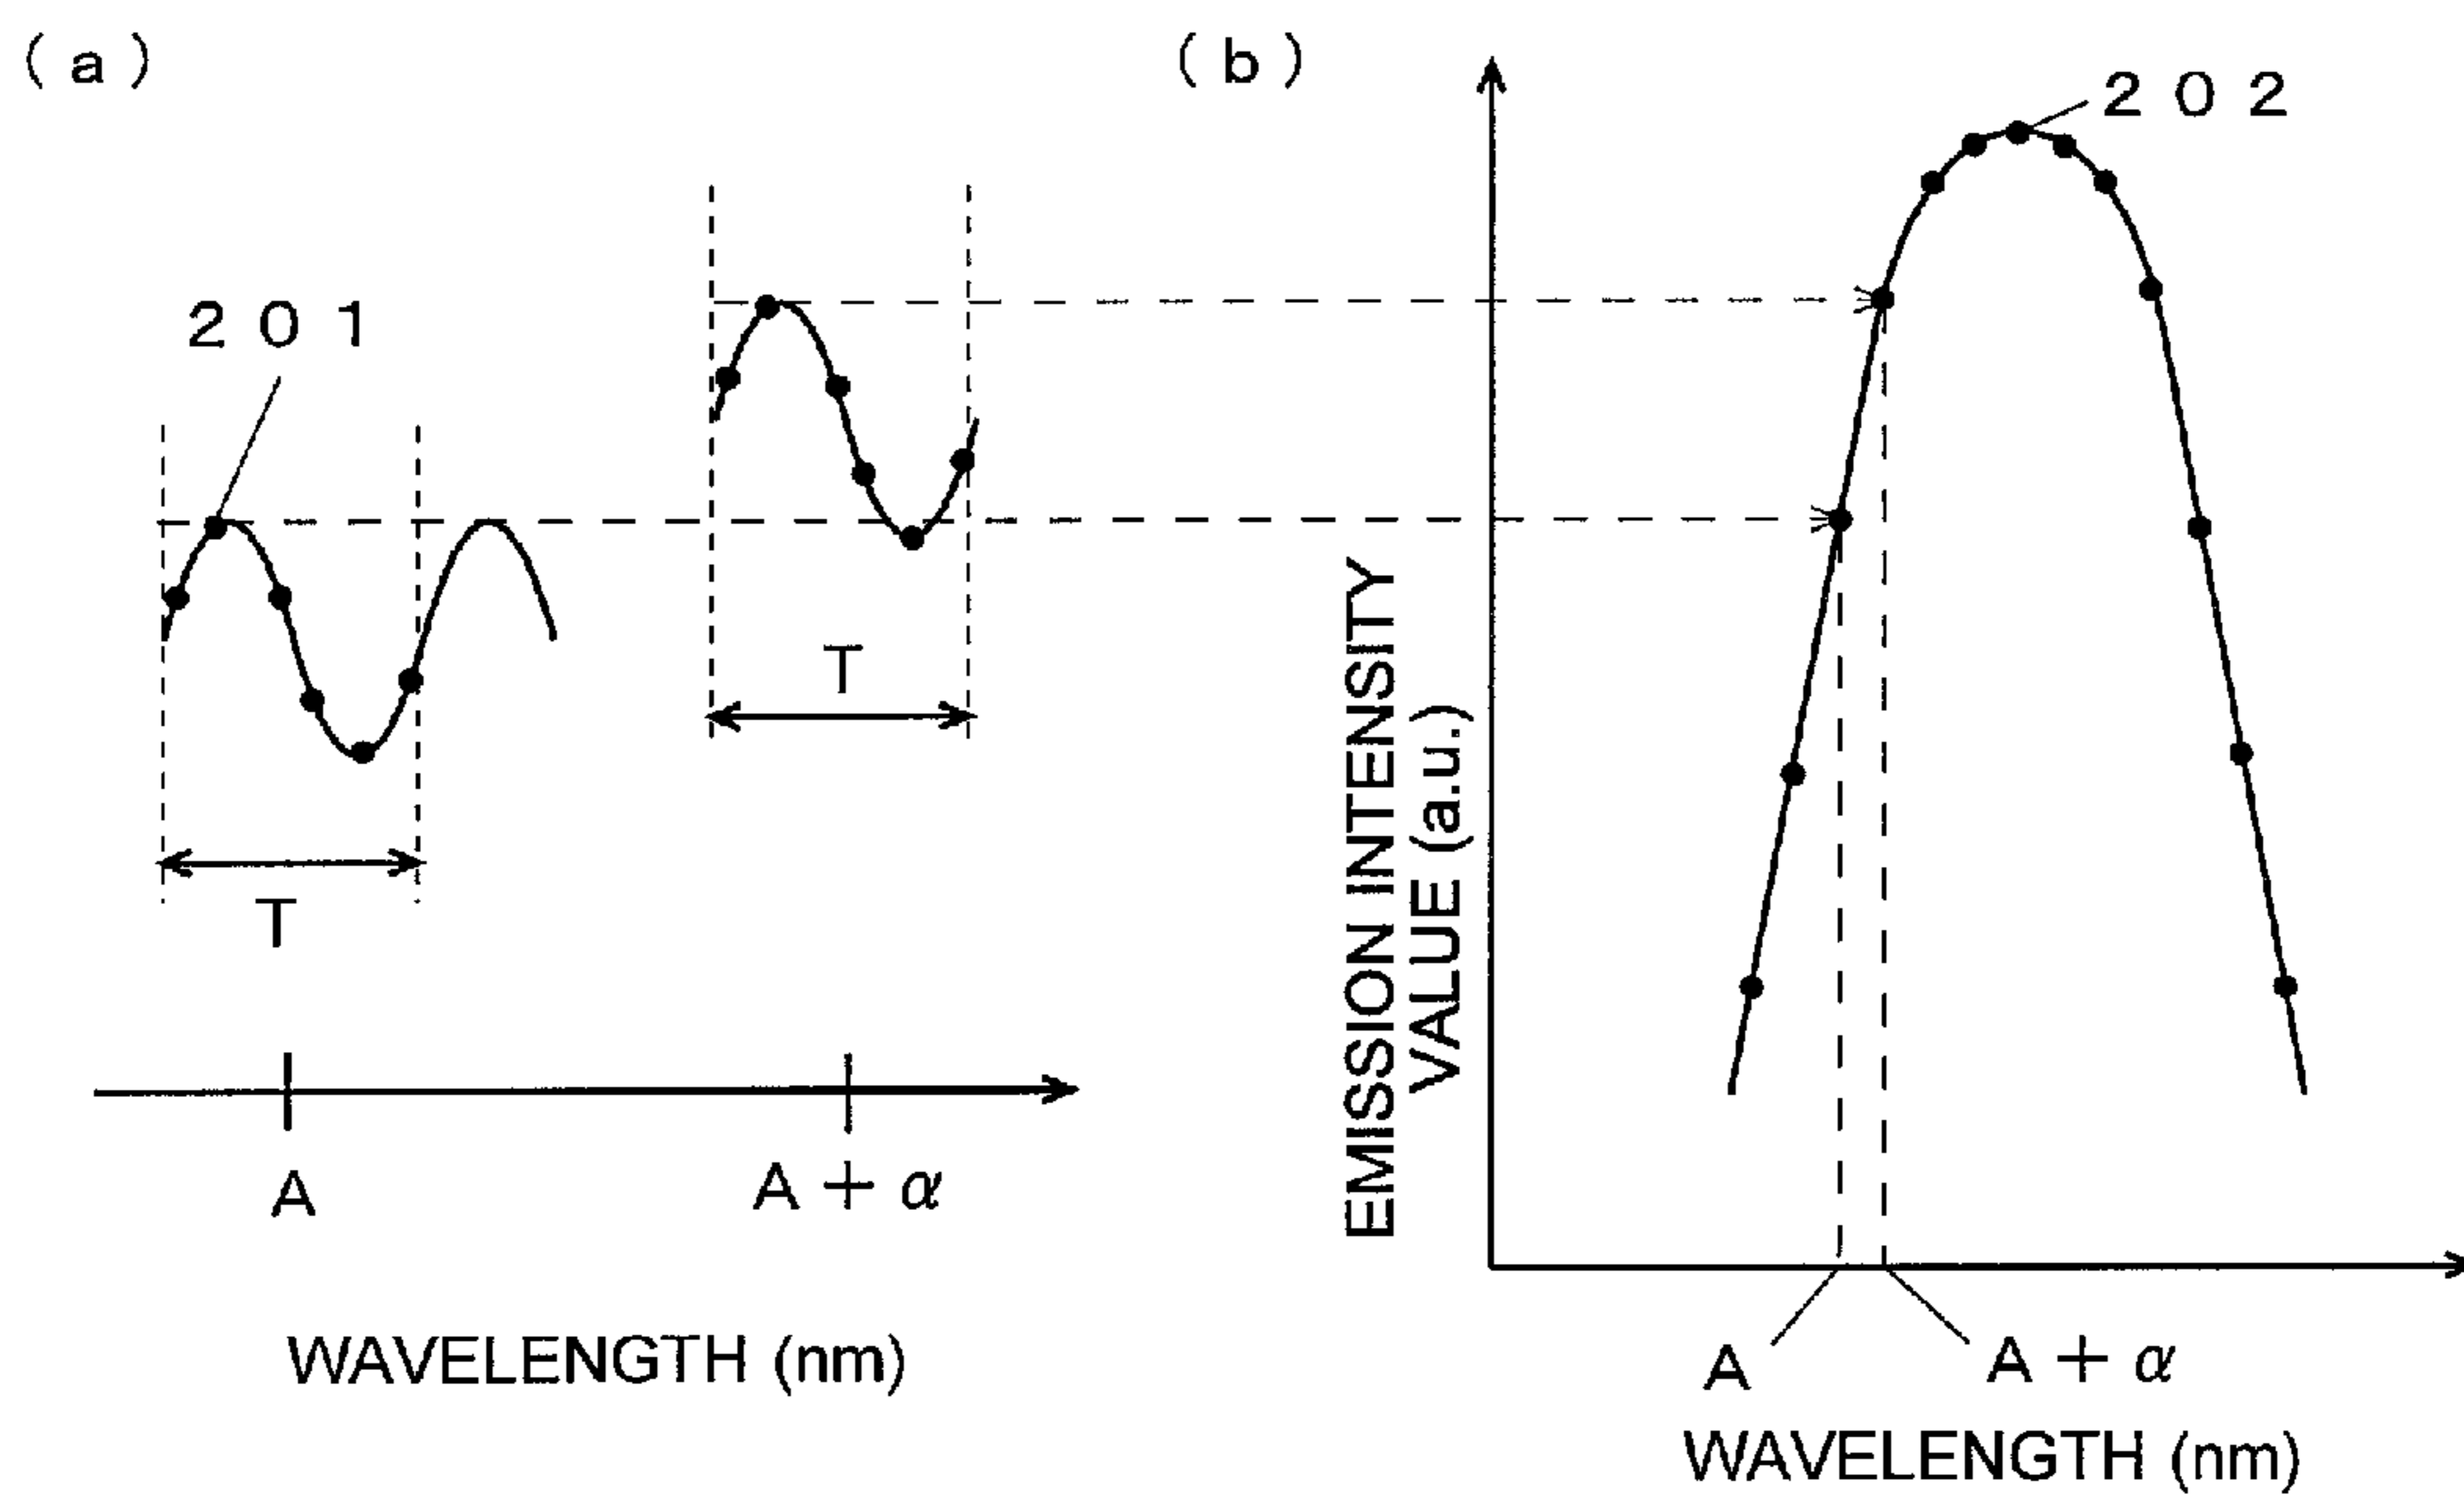 (a)
2 0 1
T
T
A
A + α
WAVELENGTH (nm)
(b)
2 0 2
EMISSION INTENSITY
VALUE (a.u.)
A
A + α
WAVELENGTH (nm)